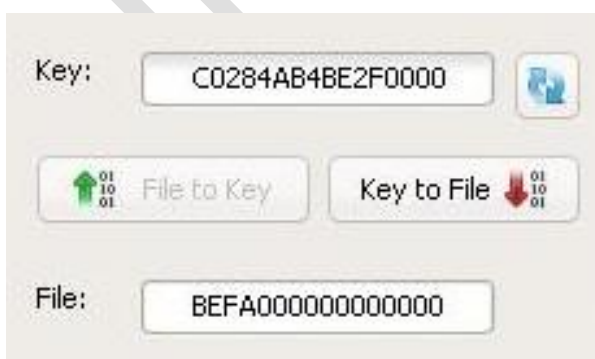 Key: C0284AB4BE2F0000
File to Key Key to File
File: BEFA000000000000